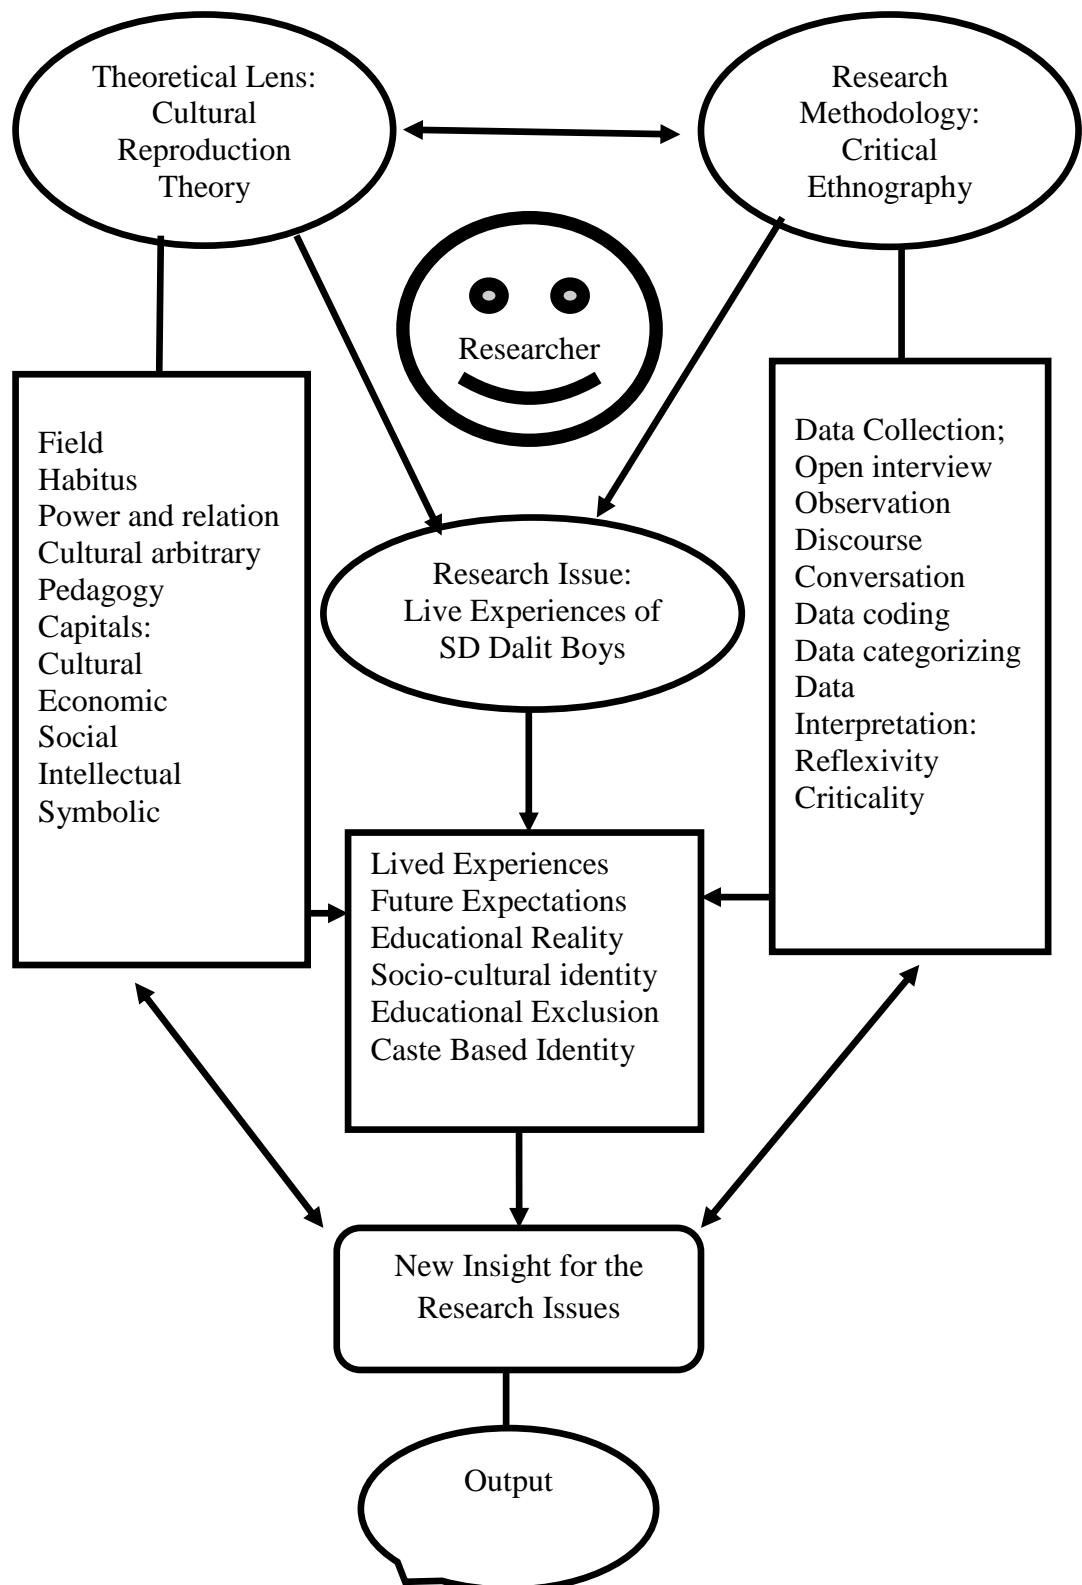 Theoretical Lens:
Cultural
Reproduction
Theory
Research
Methodology:
Critical
Ethnography
Researcher
Field
Habitus
Power and relation
Cultural arbitrary
Pedagogy
Capitals:
Cultural
Economic
Social
Intellectual
Symbolic
Research Issue:
Live Experiences of
SD Dalit Boys
Data Collection;
Open interview
Observation
Discourse
Conversation
Data coding
Data categorizing
Data
Interpretation:
Reflexivity
Criticality
Lived Experiences
Future Expectations
Educational Reality
Socio-cultural identity
Educational Exclusion
Caste Based Identity
New Insight for the
Research Issues
Output